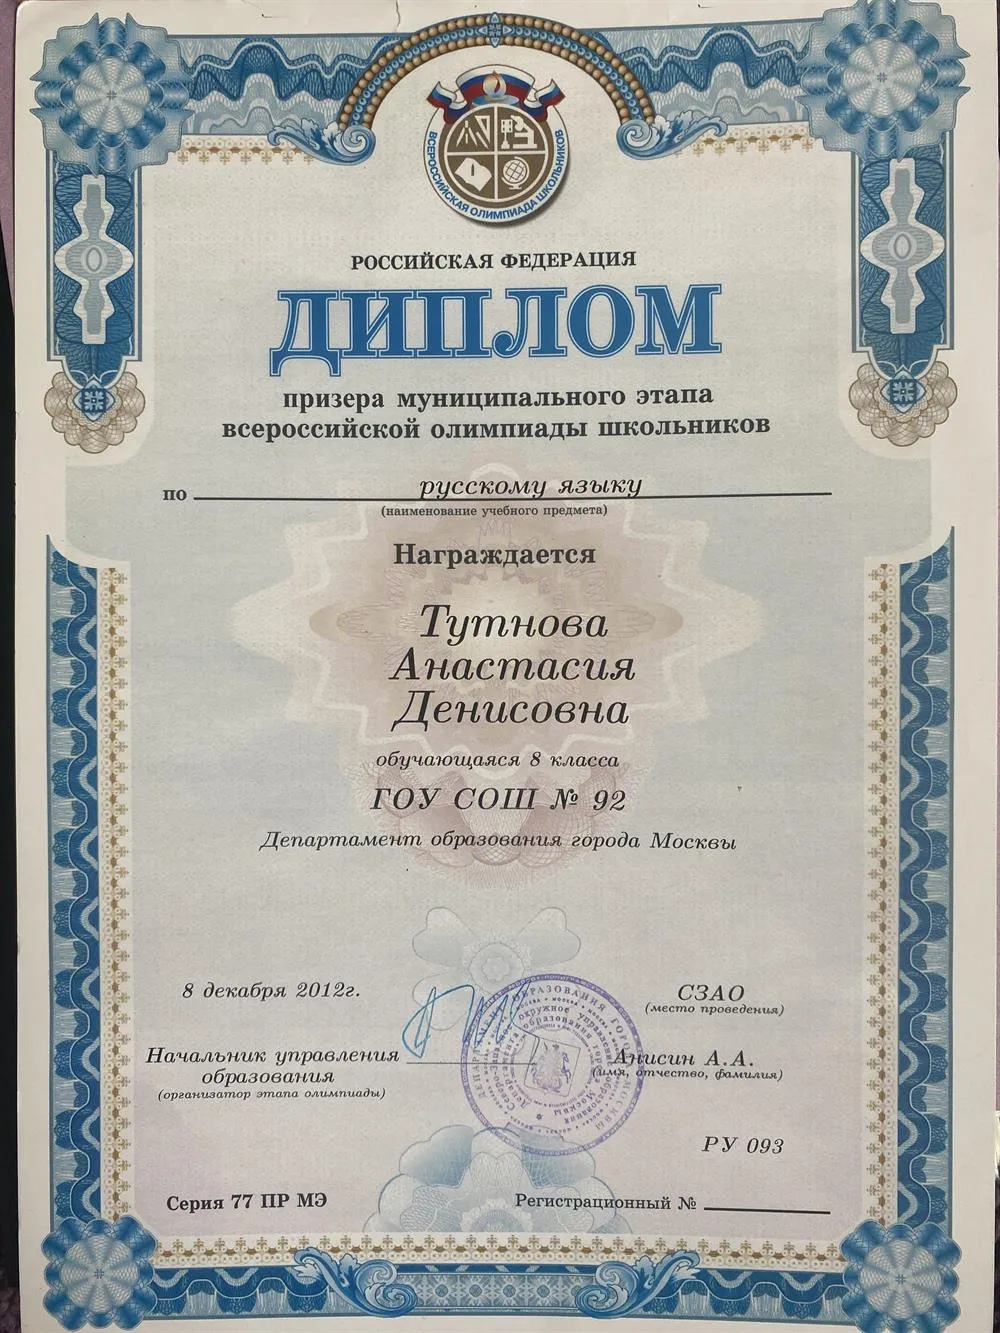 ВСЕРОССИЙСКАЯ ОЛИМПИАДА ШКОЛЬНИКОВ
РОССИЙСКАЯ ФЕДЕРАЦИЯ
ДИПЛОМ
призера муниципального этапа
всероссийской олимпиады школьников
по русскому языку
(наименование учебного предмета)
Награждается
Тутнова
Анастасия
Денисовна
обучающаяся 8 класса
ГОУ СОШ № 92
Департамент образования города Москвы
8 декабря 2012г.
СЗАО
(место проведения)
Начальник управления
образования
(организатор этапа олимпиады)
Анисин А.А.
(имя, отчество, фамилия)
РУ 093
Серия 77 ПР МЭ
Регистрационный №